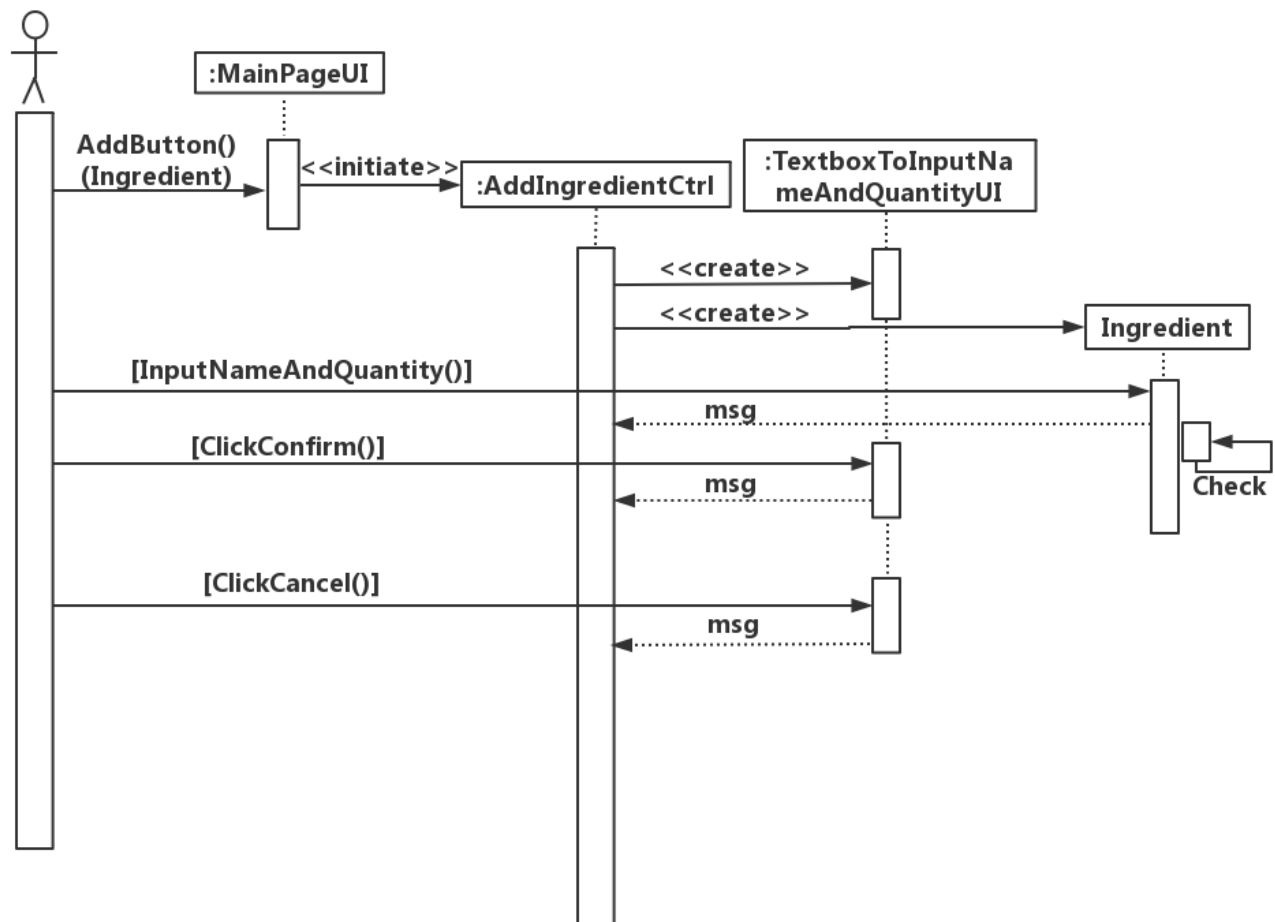 :MainPageUI
AddButton()
(Ingredient)
<<initiate>>
:AddIngredientCtrl
:TextboxToInputNa
meAndQuantityUI
<<create>>
<<create>>
Ingredient
[InputNameAndQuantity()]
msg
[ClickConfirm()]
msg
Check
[ClickCancel()]
msg